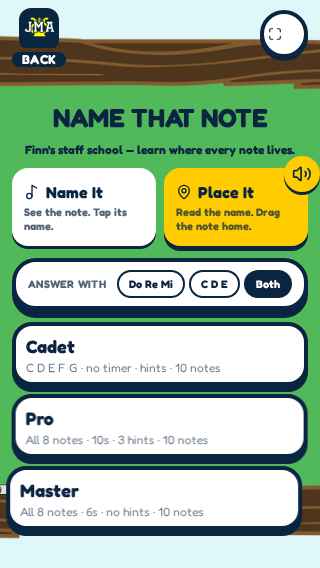 JMA
BACK
NAME THAT NOTE
Finn's staff school — learn where every note lives.
Name It
See the note. Tap its
name.
Place It
Read the name. Drag
the note home.
ANSWER WITH
Do Re Mi
C D E
Both
Cadet
C D E F G · no timer · hints · 10 notes
Pro
All 8 notes · 10s · 3 hints · 10 notes
Master
All 8 notes · 6s · no hints · 10 notes